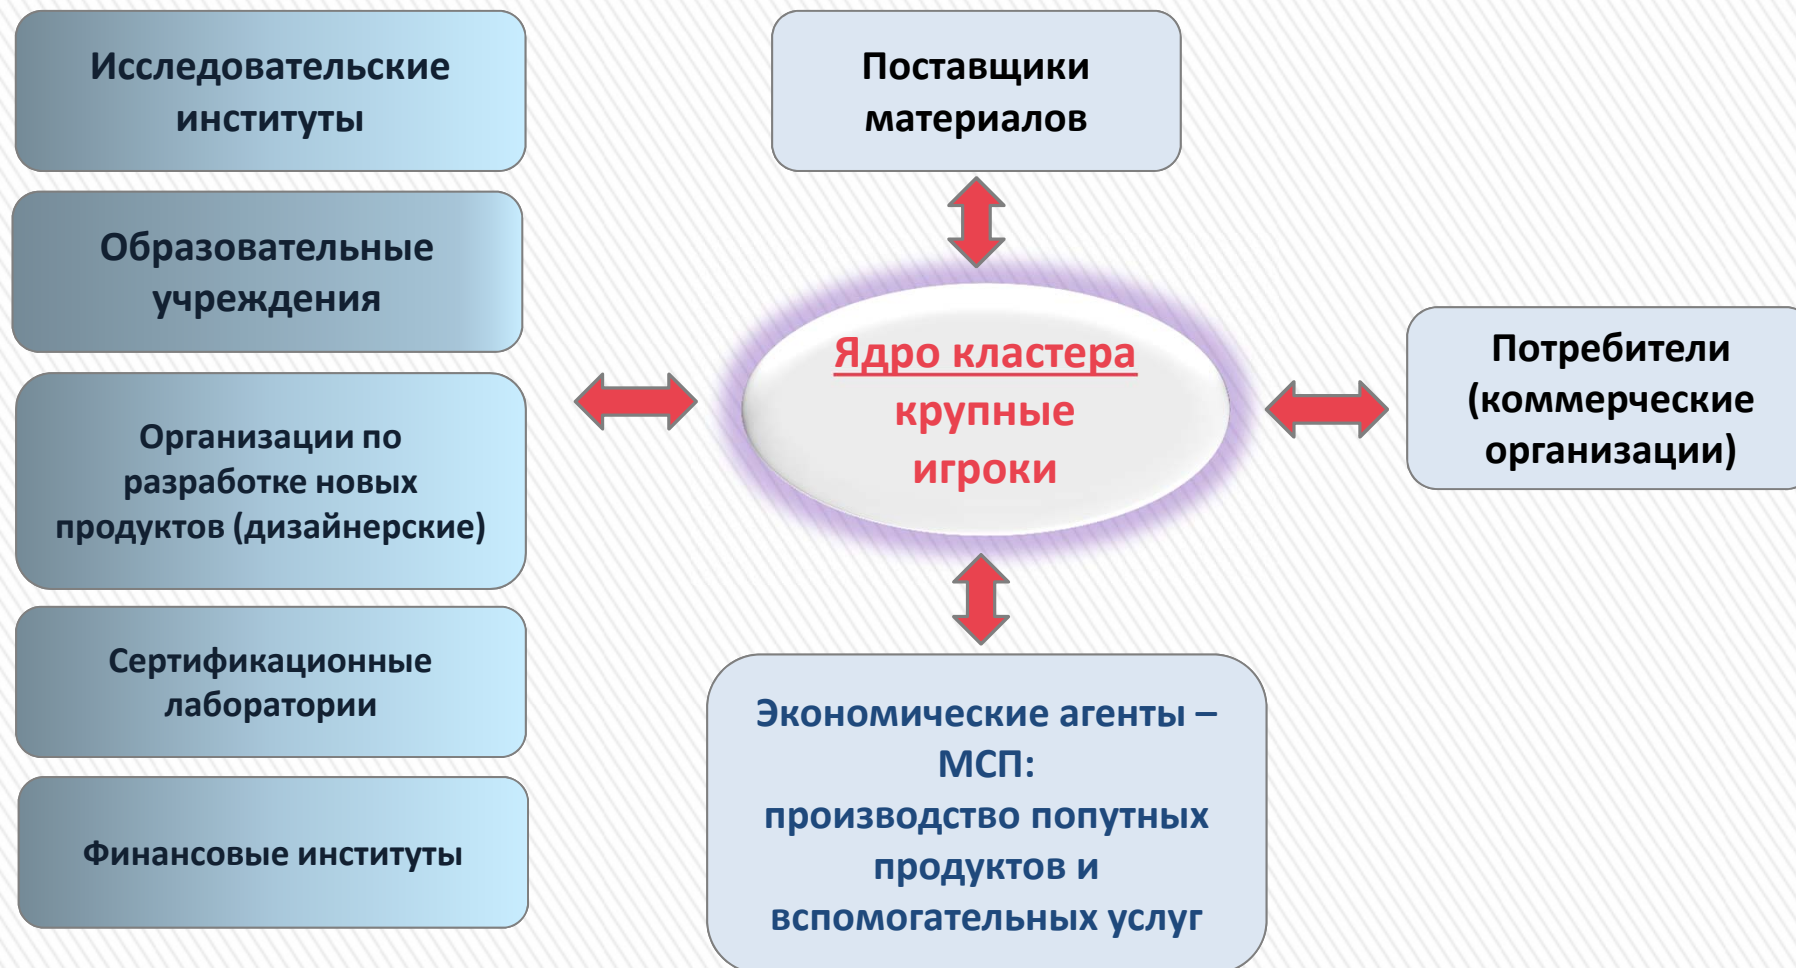 Исследовательские
институты
Образовательные
учреждения
Организации по
разработке новых
продуктов (дизайнерские)
Сертификационные
лаборатории
Финансовые институты
Поставщики
материалов
Ядро кластера
крупные
игроки
Экономические агенты –
МСП:
производство попутных
продуктов и
вспомогательных услуг
Потребители
(коммерческие
организации)